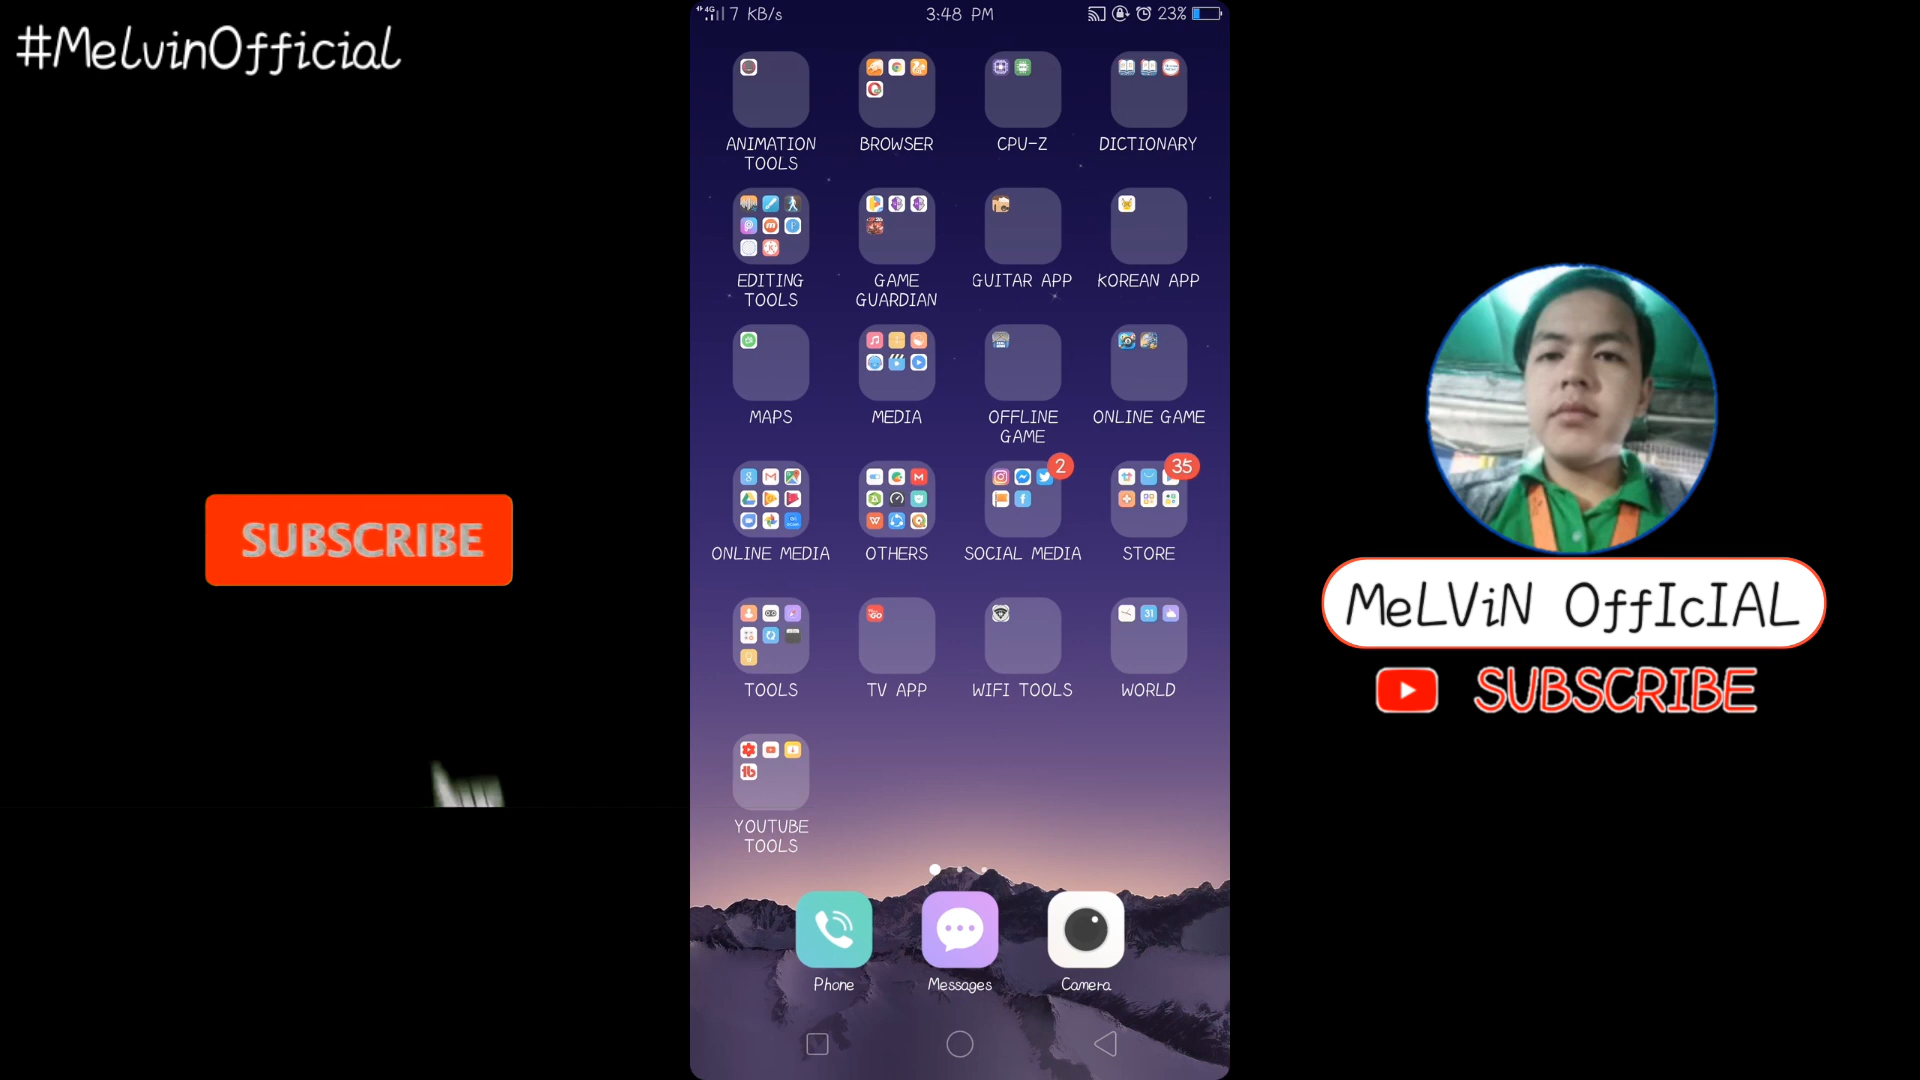 #MelvinOfficial
4G 7 KB/s 3:48 PM 23%
ANIMATION
TOOLS
BROWSER
CPU-Z
DICTIONARY
EDITING
TOOLS
GAME
GUARDIAN
GUITAR APP
KOREAN APP
MAPS
MEDIA
OFFLINE
GAME
ONLINE GAME
2
35
ONLINE MEDIA
OTHERS
SOCIAL MEDIA
STORE
31
TOOLS
TV APP
WIFI TOOLS
WORLD
YOUTUBE
TOOLS
Phone
Messages
Camera
SUBSCRIBE
MeLViN OffIcIAL
SUBSCRIBE